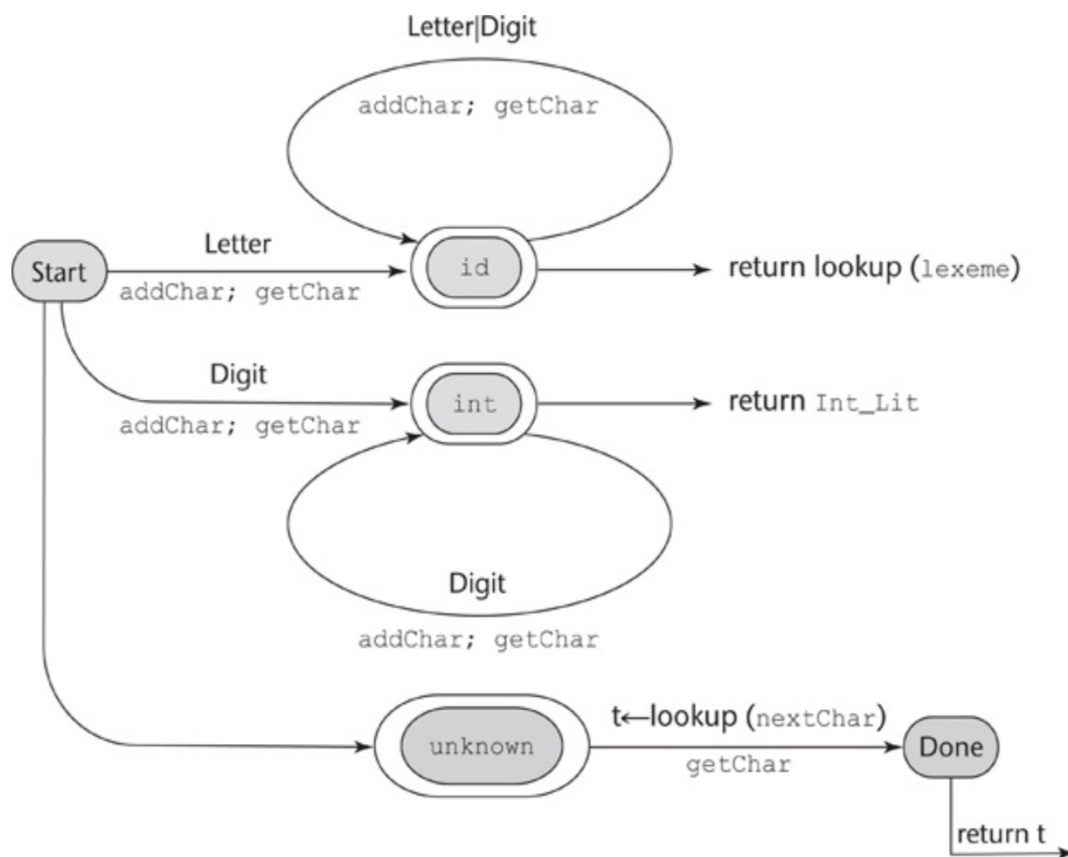 Letter|Digit
addChar; getChar
Letter
Start
id
return lookup (lexeme)
addChar; getChar
Digit
int
return Int_Lit
addChar; getChar
Digit
addChar; getChar
t←lookup (nextChar)
unknown
Done
getChar
return t